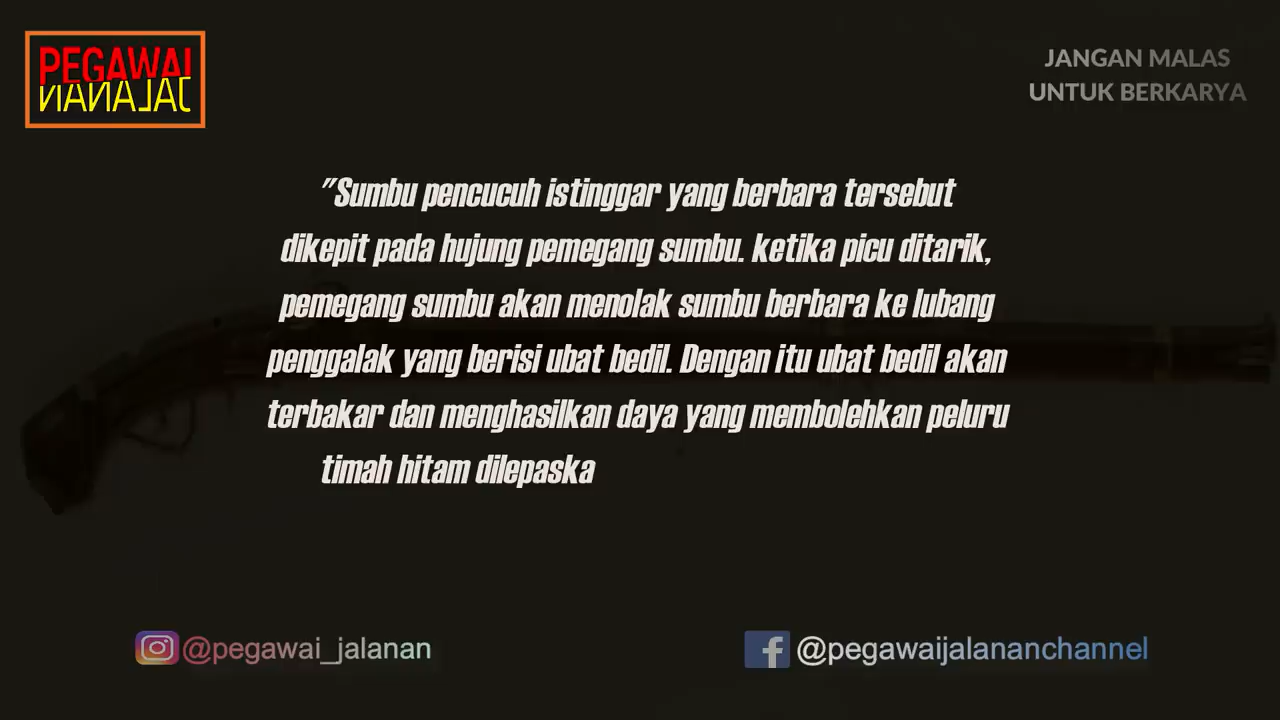 PEGAWAI
JALANAN
JANGAN MALAS
UNTUK BERKARYA
"Sumbu pencucuh istinggar yang berbara tersebut
dikepit pada hujung pemegang sumbu. ketika picu ditarik,
pemegang sumbu akan menolak sumbu berbara ke lubang
penggalak yang berisi ubat bedil. Dengan itu ubat bedil akan
terbakar dan menghasilkan daya yang membolehkan peluru
timah hitam dilepaska
@pegawai_jalanan
@pegawaijalananchannel